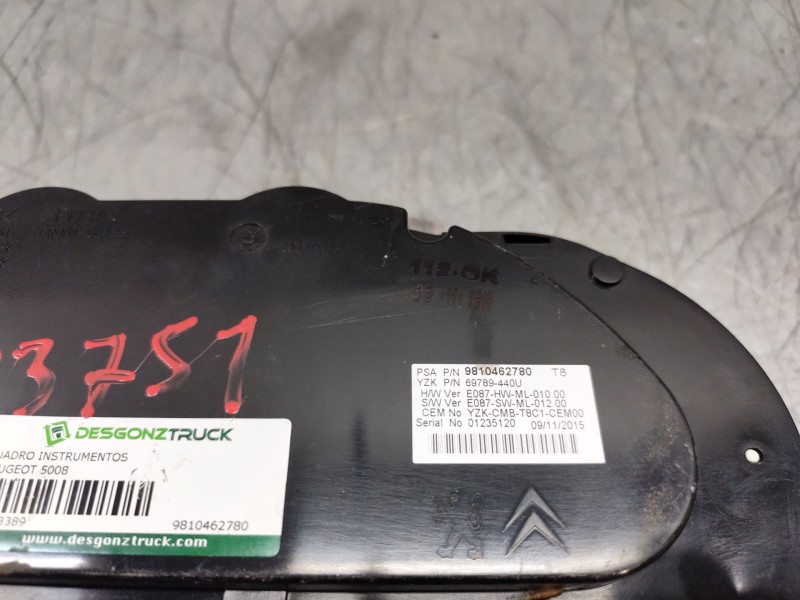 112.OK
3751
PSA P/N 9810462780 T8
YZK P/N 69789-440U
H/W Ver E087-HW-ML-010.00
S/W Ver E087-SW-ML-012.00
CEM No YZK-CMB-T8C1-CEM00
Serial No 01235120 09/11/2015
DESGONZTRUCK
UADRO INSTRUMENTOS
UGEOT 5008
3389
9810462780
www.desgonztruck.com